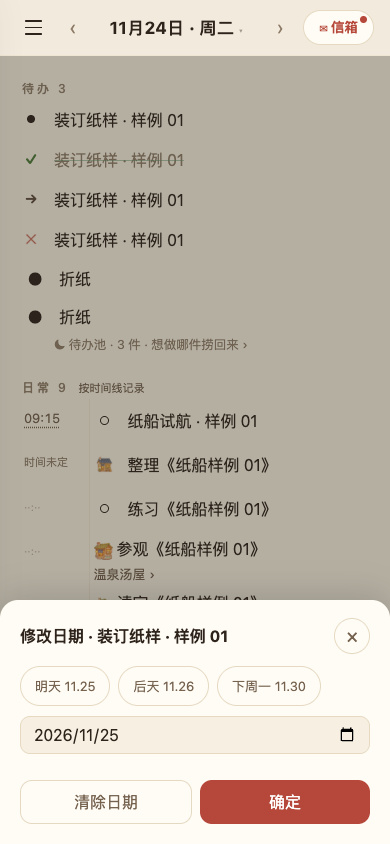 11月24日 · 周二
信箱
待办 3
装订纸样 · 样例 01
装订纸样 · 样例 01
装订纸样 · 样例 01
装订纸样 · 样例 01
折纸
折纸
待办池 · 3 件 · 想做哪件捞回来 ›
日常 9 按时间线记录
09:15 纸船试航 · 样例 01
时间未定 整理《纸船样例 01》
--:-- 练习《纸船样例 01》
--:-- 参观《纸船样例 01》
温泉汤屋 ›
修改日期 · 装订纸样 · 样例 01
明天 11.25 后天 11.26 下周一 11.30
2026/11/25
清除日期 确定